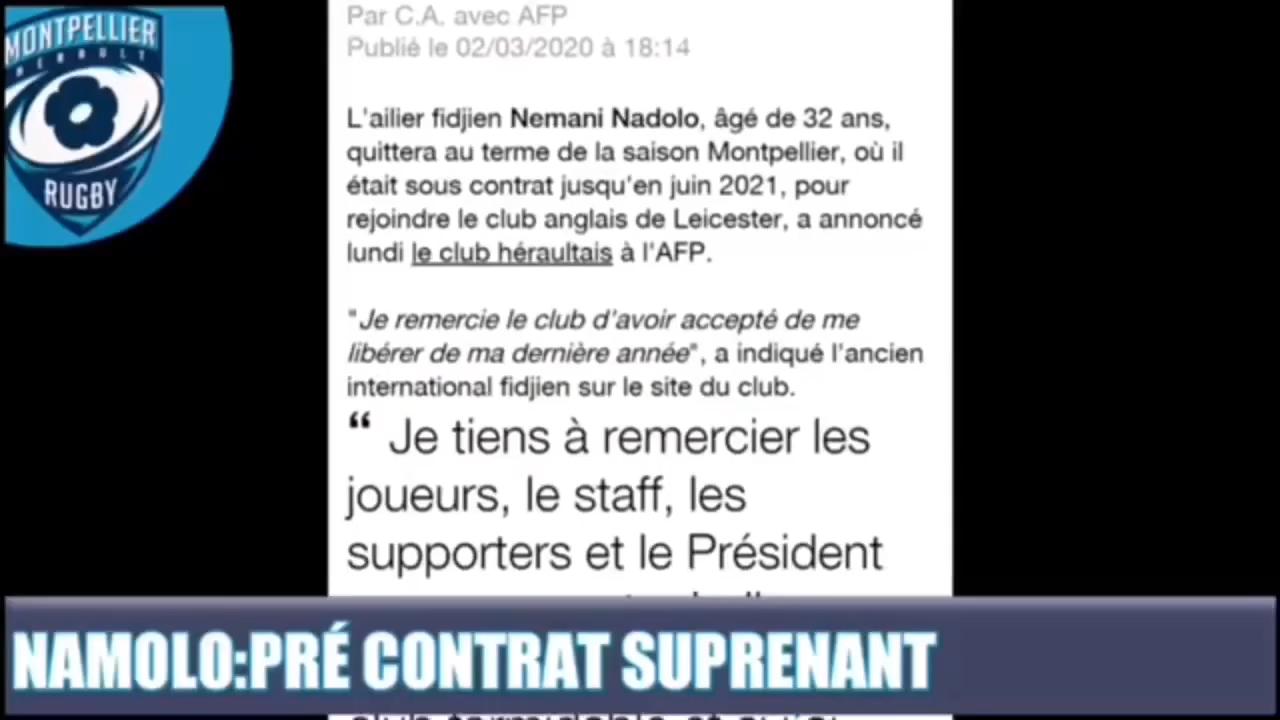 MONTPELLIER
HÉRAULT
RUGBY
Par C.A. avec AFP
Publié le 02/03/2020 à 18:14
L'ailier fidjien Nemani Nadolo, âgé de 32 ans,
quittera au terme de la saison Montpellier, où il
était sous contrat jusqu'en juin 2021, pour
rejoindre le club anglais de Leicester, a annoncé
lundi le club héraultais à l'AFP.
"Je remercie le club d'avoir accepté de me
libérer de ma dernière année", a indiqué l'ancien
international fidjien sur le site du club.
“ Je tiens à remercier les
joueurs, le staff, les
supporters et le Président
NAMOLO:PRÉ CONTRAT SUPRENANT